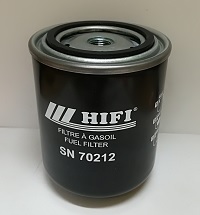 HIFI
FILTRE À GASOIL
FUEL FILTER
SN 70212